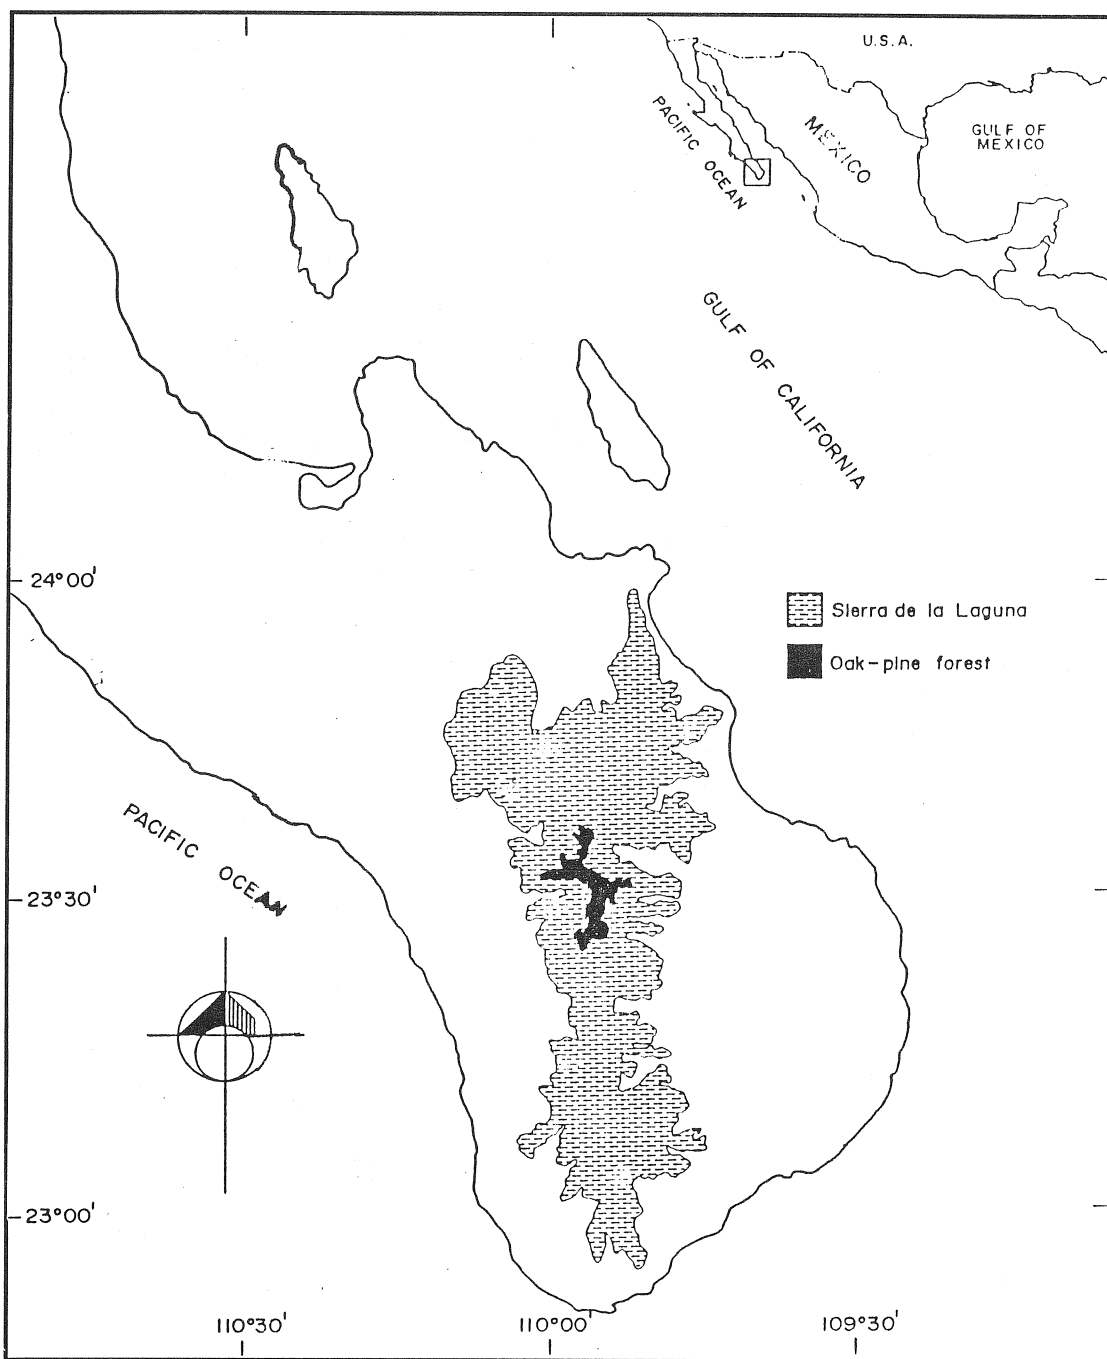 U.S.A.
PACIFIC OCEAN
MEXICO
GULF OF
MEXICO
GULF OF CALIFORNIA
24°00'
Sierra de la Laguna
Oak-pine forest
PACIFIC OCEAN
23°30'
23°00'
110°30'
110°00'
109°30'